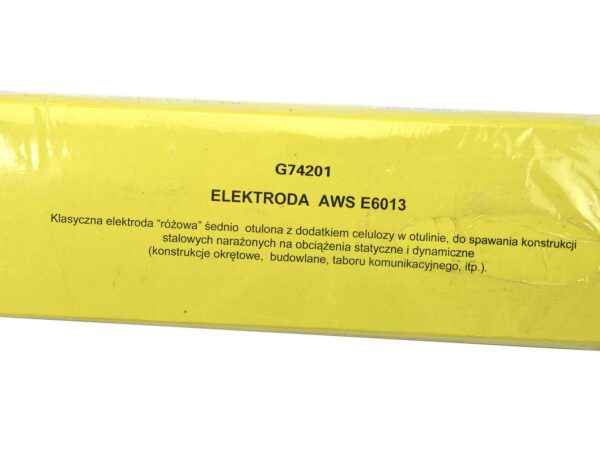 G74201
ELEKTRODA AWS E6013
Klasyczna elektroda "różowa" śednio otulona z dodatkiem celulozy w otulinie, do spawania konstrukcji
stalowych narażonych na obciążenia statyczne i dynamiczne
(konstrukcje okrętowe, budowlane, taboru komunikacyjnego, itp.).